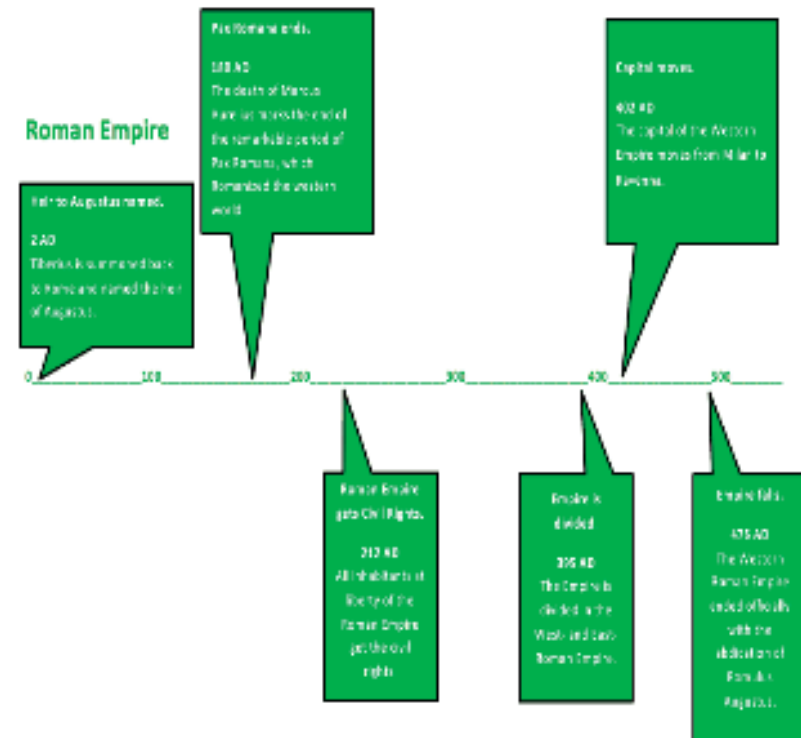 Roman Empire
Heir to Augustus named.
2 AD
Tiberius is summoned back
to Rome and named the heir
of Augustus.
Pax Romana ends.
180 AD
The death of Marcus
Aurelius marks the end of
the remarkable period of
Pax Romana, which
Romanized the western
world
Capital moves.
402 AD
The capital of the Western
Empire moves from Milan to
Ravenna.
0 100 200 300 400 500
Roman Empire
gets Civil Rights.
212 AD
All inhabitants at
liberty of the
Roman Empire
get the civil
rights
Empire is
divided
395 AD
The Empire is
divided in the
West- and East-
Roman Empire.
Empire falls.
AD
The Western
Roman Empire
ended officially
with the
abdication of
Romulus
Augustus.